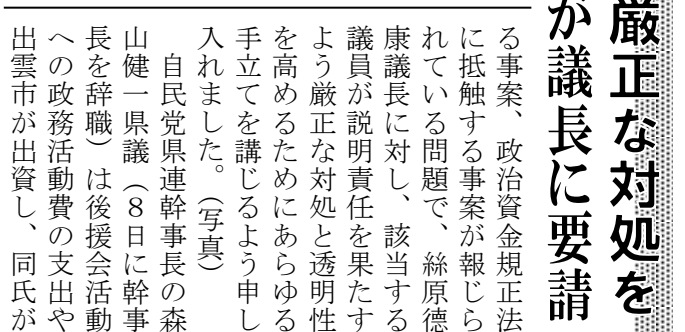 厳正な対処を
が議長に要請
る事案、政治資金規正法
に抵触する事案が報じら
れている問題で、絲原德
康議長に対し、該当する
議員が説明責任を果たす
よう厳正な対処と透明性
を高めるためにあらゆる
手立てを講じるよう申し
入れました。（写真）
自民党県連幹事長の森
山健一県議（８日に幹事
長を辞職）は後援会活動
への政務活動費の支出や
出雲市が出資し、同氏が